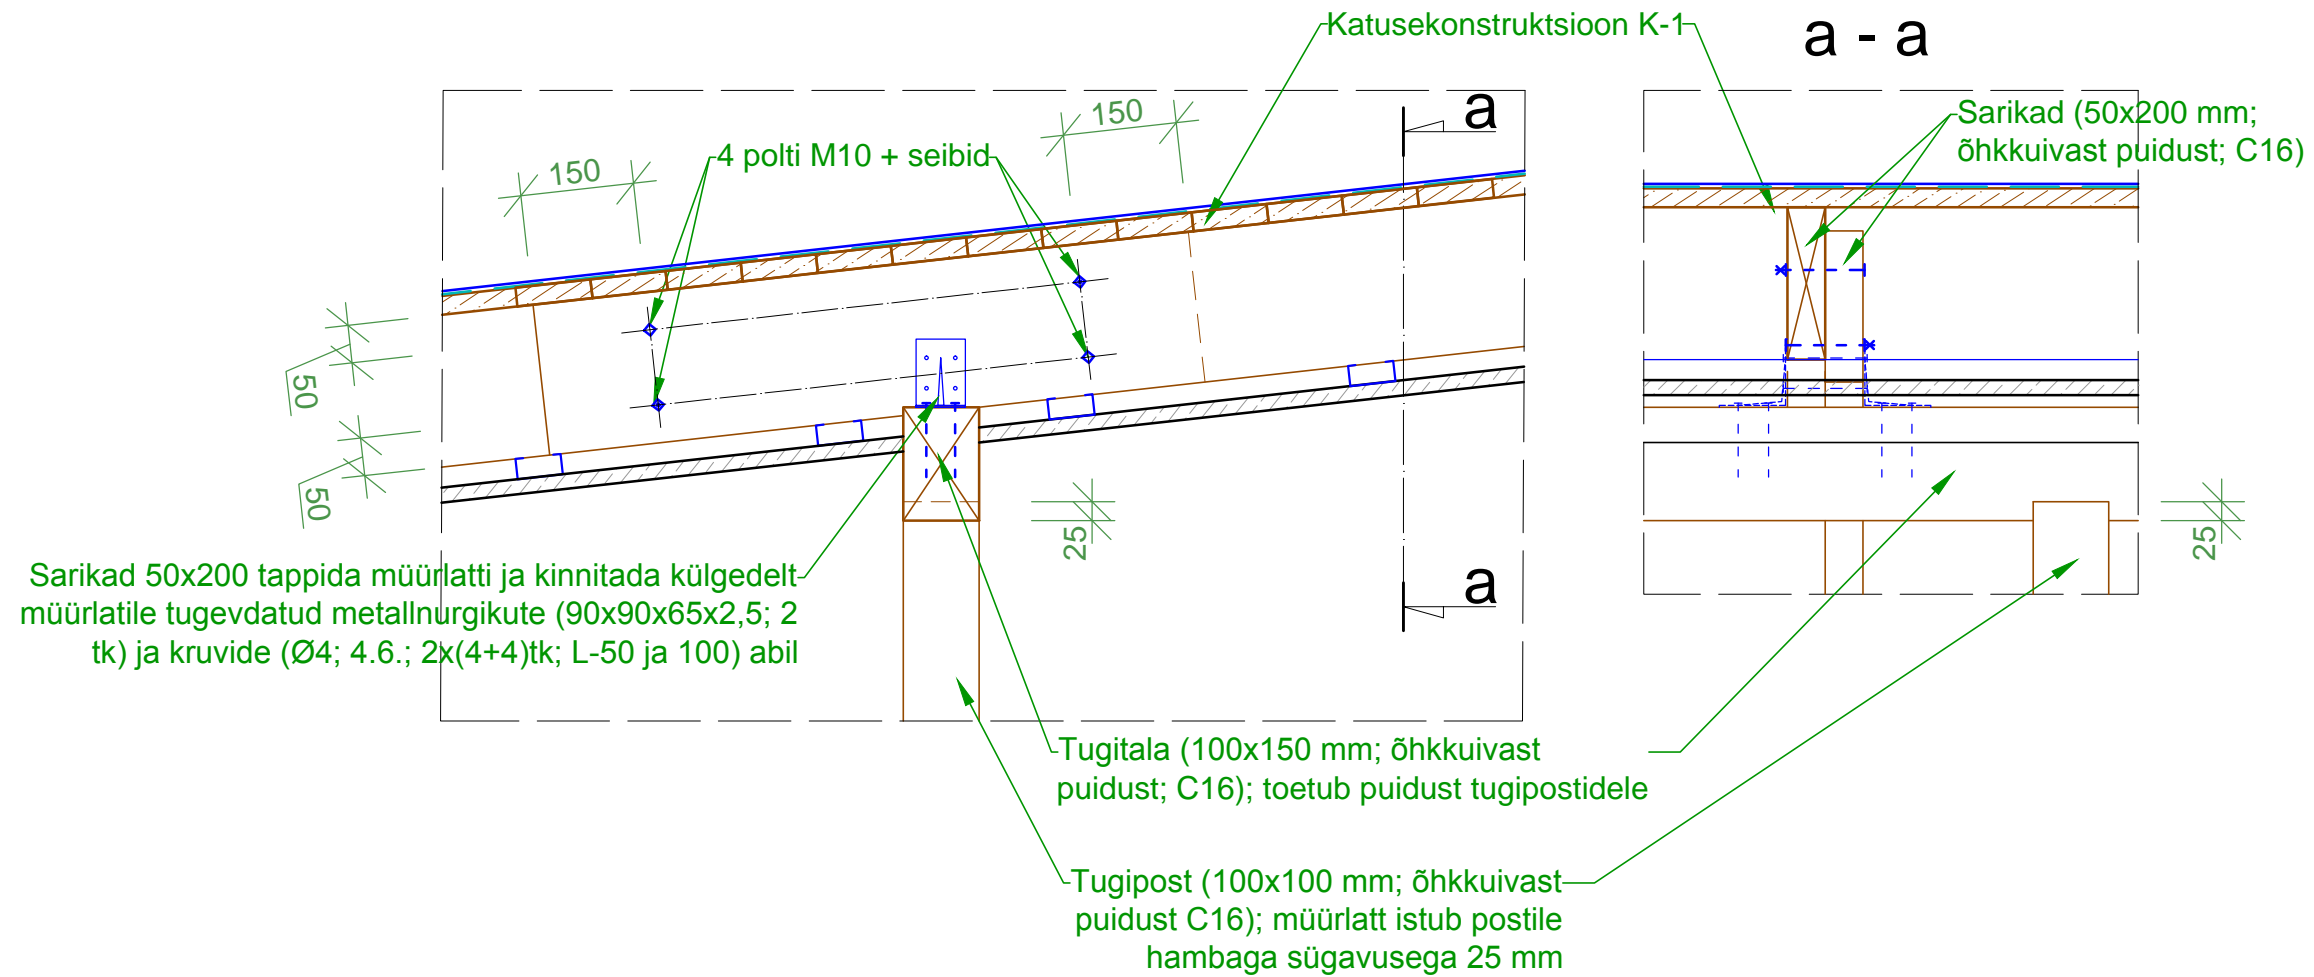 Katusekonstruktsioon K-1
a - a
a
150
150
4 polti M10 + seibid
Sarikad (50x200 mm;
õhkkuivast puidust; C16)
50
50
25
25
Sarikad 50x200 tappida müürlatti ja kinnitada külgedelt
müürlatile tugevdatud metallnurgikute (90x90x65x2,5; 2
tk) ja kruvide (Ø4; 4.6.; 2x(4+4)tk; L-50 ja 100) abil
a
Tugitala (100x150 mm; õhkkuivast
puidust; C16); toetub puidust tugipostidele
Tugipost (100x100 mm; õhkkuivast
puidust C16); müürlatt istub postile
hambaga sügavusega 25 mm